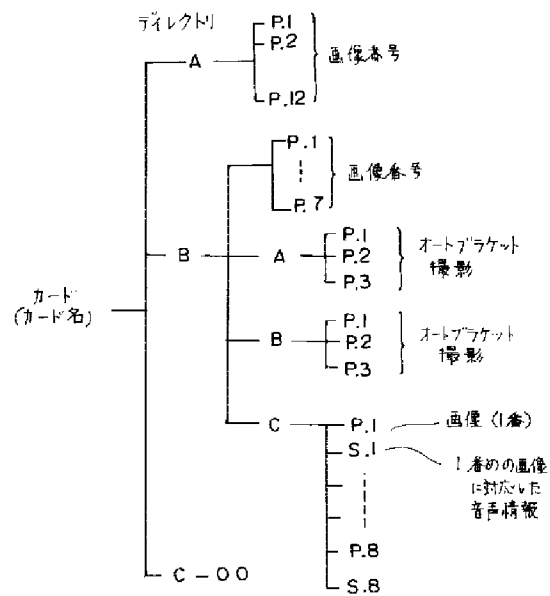 ディレクトリ
P.1
P.2
A
画像番号
P.12
P.1
画像番号
P.7
P.1
B
A
P.2
オートブラケット
撮影
P.3
カード
(カード名)
P.1
B
P.2
オートブラケット
撮影
P.3
C
P.1
画像(1番)
S.1
1番めの画像
に対応した
音声情報
P.8
C-00
S.8